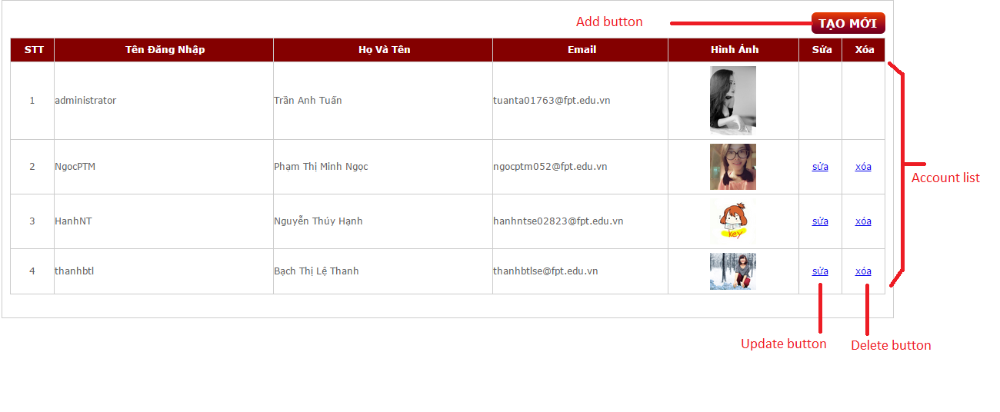 Add button
TẠO MỚI
STT Tên Đăng Nhập Họ Và Tên Email Hình Ảnh Sửa Xóa
1 administrator Trần Anh Tuấn tuanta01763@fpt.edu.vn
2 NgocPTM Phạm Thị Minh Ngọc ngocptm052@fpt.edu.vn sửa xóa
Account list
3 HanhNT Nguyễn Thúy Hạnh hanhntse02823@fpt.edu.vn key sửa xóa
4 thanhbtl Bạch Thị Lệ Thanh thanhbtlse@fpt.edu.vn sửa xóa
Update button
Delete button